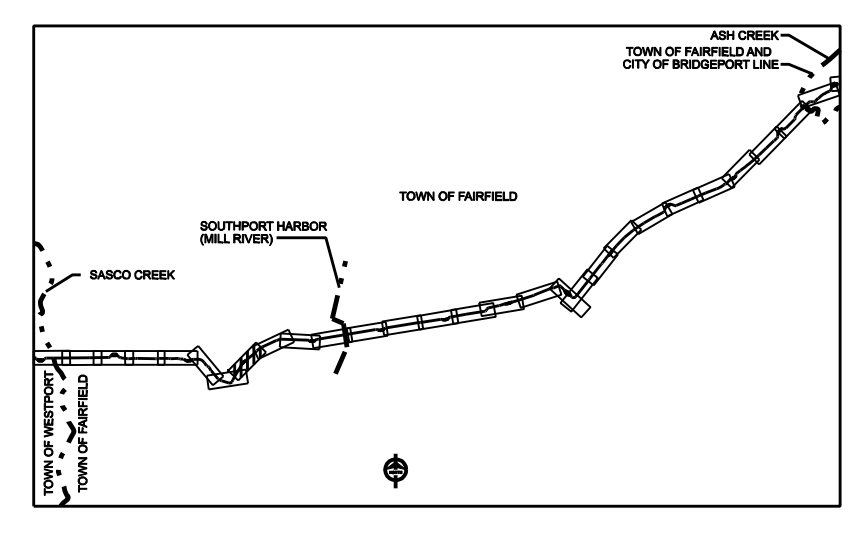 ASH CREEK
TOWN OF FAIRFIELD AND
CITY OF BRIDGEPORT LINE
TOWN OF FAIRFIELD
SOUTHPORT HARBOR
(MILL RIVER)
SASCO CREEK
TOWN OF WESTPORT
TOWN OF FAIRFIELD